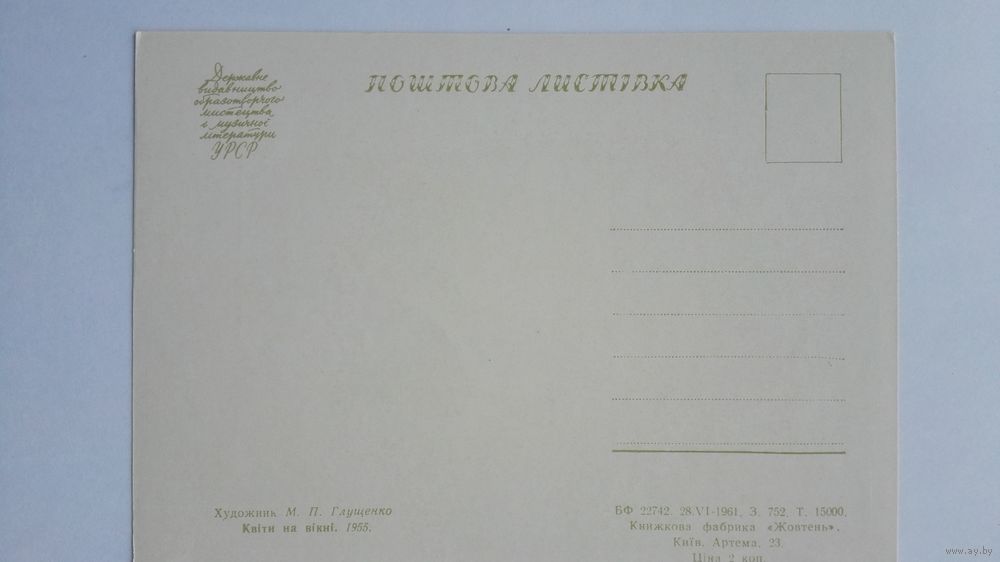 Державне
видавництво
образотворчого
мистецтва
і музичної
літератури
УРСР
ПОШТОВА ЛИСТІВКА
Художник М. П. Глущенко
Квіти на вікні. 1955.
БФ 22742. 28.VI-1961. З. 752. Т. 15000.
Книжкова фабрика «Жовтень».
Київ. Артема, 23.
Ціна 2 коп
www.ay.by